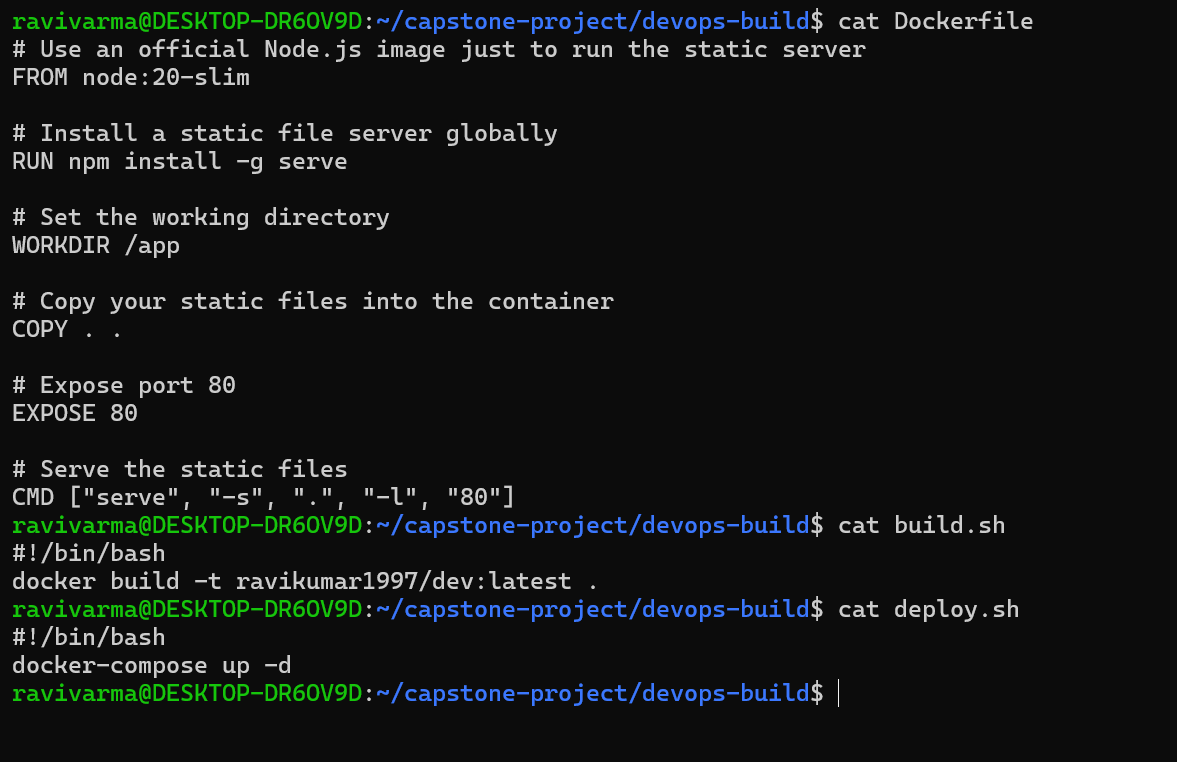 ravivarma@DESKTOP-DR6OV9D:~/capstone-project/devops-build$ cat Dockerfile
# Use an official Node.js image just to run the static server
FROM node:20-slim
# Install a static file server globally
RUN npm install -g serve
# Set the working directory
WORKDIR /app
# Copy your static files into the container
COPY . .
# Expose port 80
EXPOSE 80
# Serve the static files
CMD ["serve", "-s", ".", "-l", "80"]
ravivarma@DESKTOP-DR6OV9D:~/capstone-project/devops-build$ cat build.sh
#!/bin/bash
docker build -t ravikumar1997/dev:latest .
ravivarma@DESKTOP-DR6OV9D:~/capstone-project/devops-build$ cat deploy.sh
#!/bin/bash
docker-compose up -d
ravivarma@DESKTOP-DR6OV9D:~/capstone-project/devops-build$